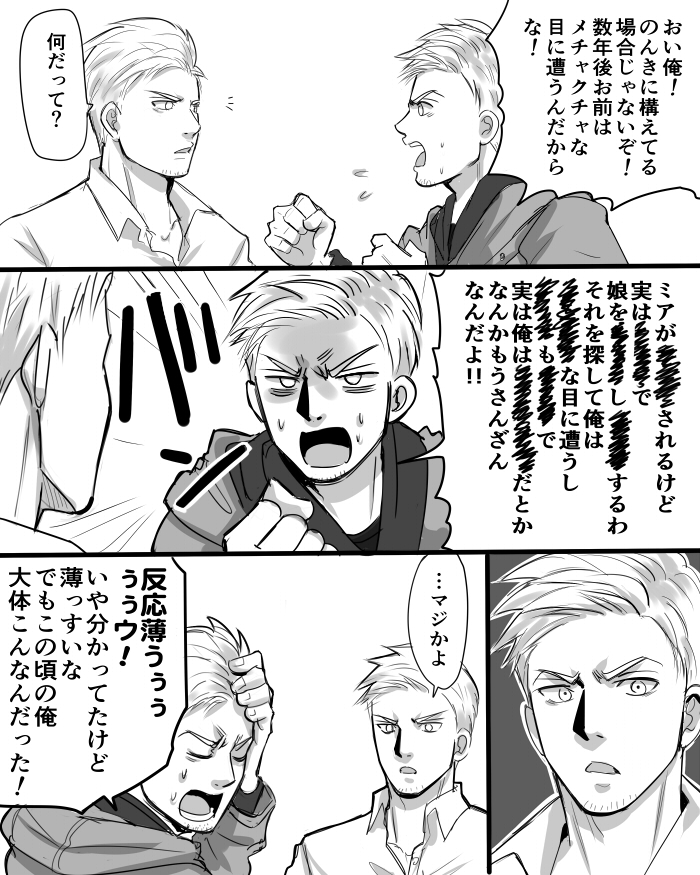 おい俺！
のんきに構えてる
場合じゃないぞ！
数年後お前は
メチャクチャな
目に遭うんだから
な！
何だって？
ミアが されるけど
実は で
娘を し するわ
それを探して俺は
な目に遭うし
も で
なんかもうさんざん
実は俺は だとか
なんだよ!!
…マジかよ
反応薄うぅぅ
ぅぅウ！
いや分かってたけど
薄っすいな
でもこの頃の俺
大体こんなんだった！